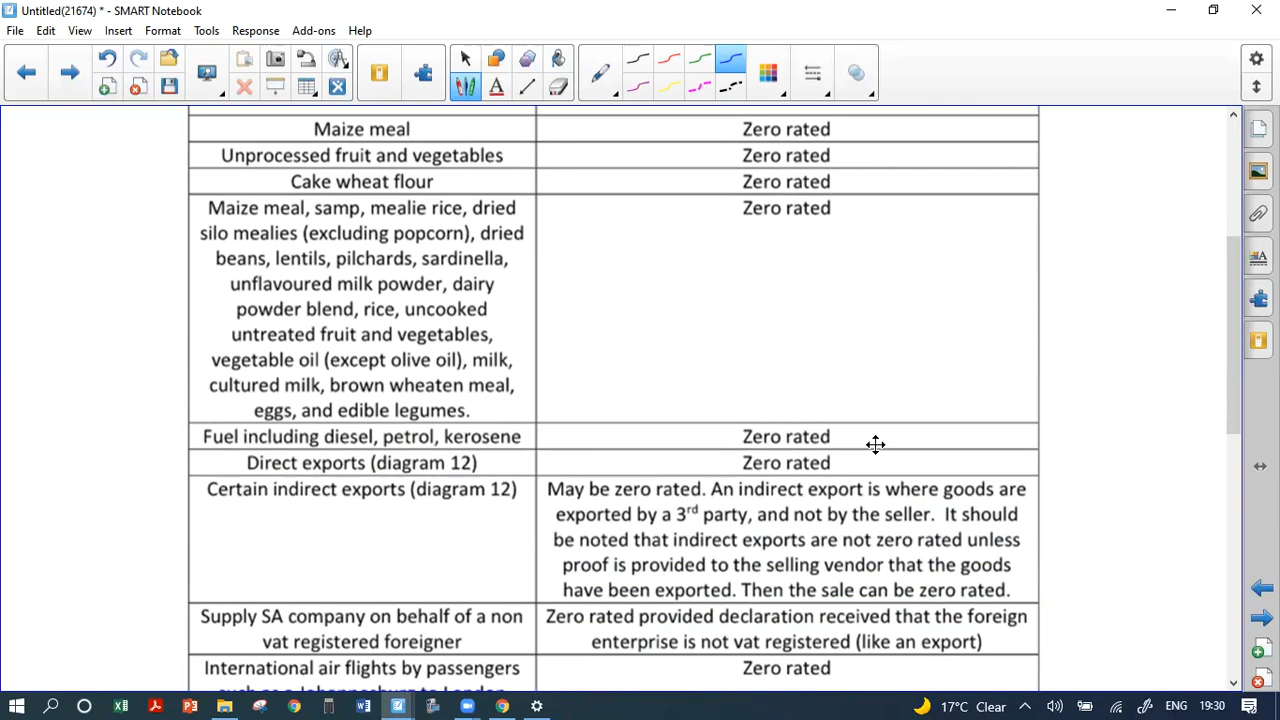 Untitled(21674) * - SMART Notebook
File Edit View Insert Format Tools Response Add-ons Help
Maize meal Zero rated
Unprocessed fruit and vegetables Zero rated
Cake wheat flour Zero rated
Maize meal, samp, mealie rice, dried Zero rated
silo mealies (excluding popcorn), dried
beans, lentils, pilchards, sardinella,
unflavoured milk powder, dairy
powder blend, rice, uncooked
untreated fruit and vegetables,
vegetable oil (except olive oil), milk,
cultured milk, brown wheaten meal,
eggs, and edible legumes.
Fuel including diesel, petrol, kerosene Zero rated
Direct exports (diagram 12) Zero rated
Certain indirect exports (diagram 12) May be zero rated. An indirect export is where goods are
exported by a 3rd party, and not by the seller. It should
be noted that indirect exports are not zero rated unless
proof is provided to the selling vendor that the goods
have been exported. Then the sale can be zero rated.
Supply SA company on behalf of a non Zero rated provided declaration received that the foreign
vat registered foreigner enterprise is not vat registered (like an export)
International air flights by passengers Zero rated
such as a Johannesburg to London
17°C Clear ENG 19:30